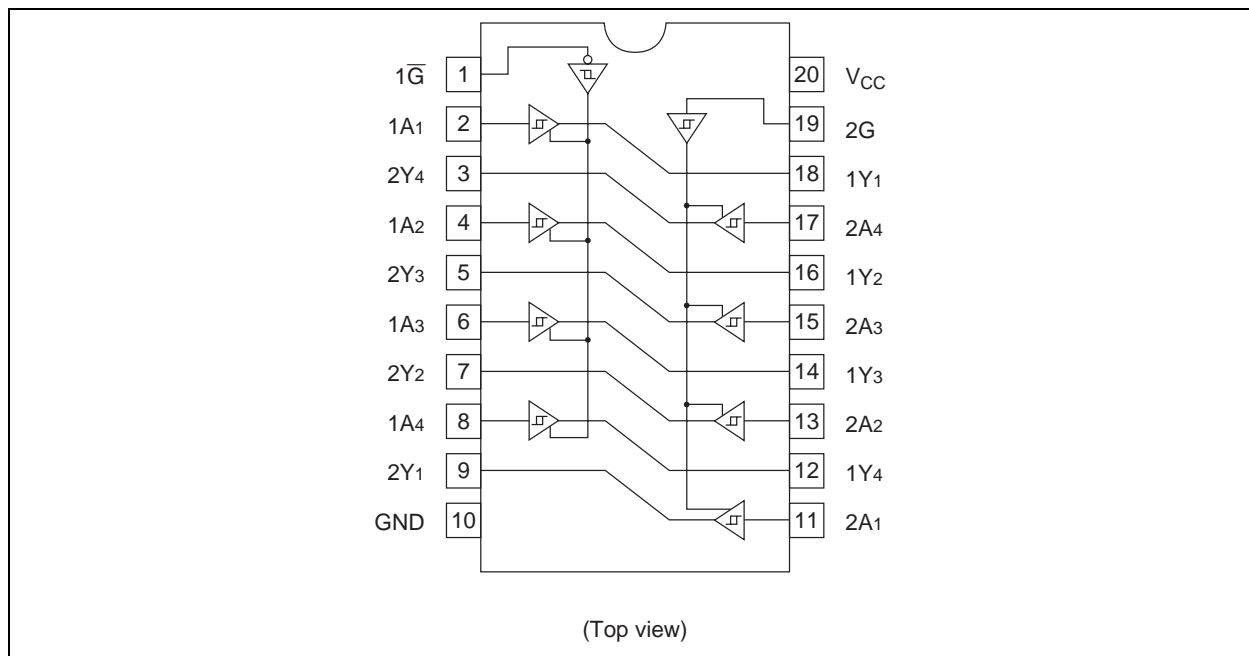 1G̅ 1 20 VCC
1A1 2 19 2G
2Y4 3 18 1Y1
1A2 4 17 2A4
2Y3 5 16 1Y2
1A3 6 15 2A3
2Y2 7 14 1Y3
1A4 8 13 2A2
2Y1 9 12 1Y4
GND 10 11 2A1
(Top view)